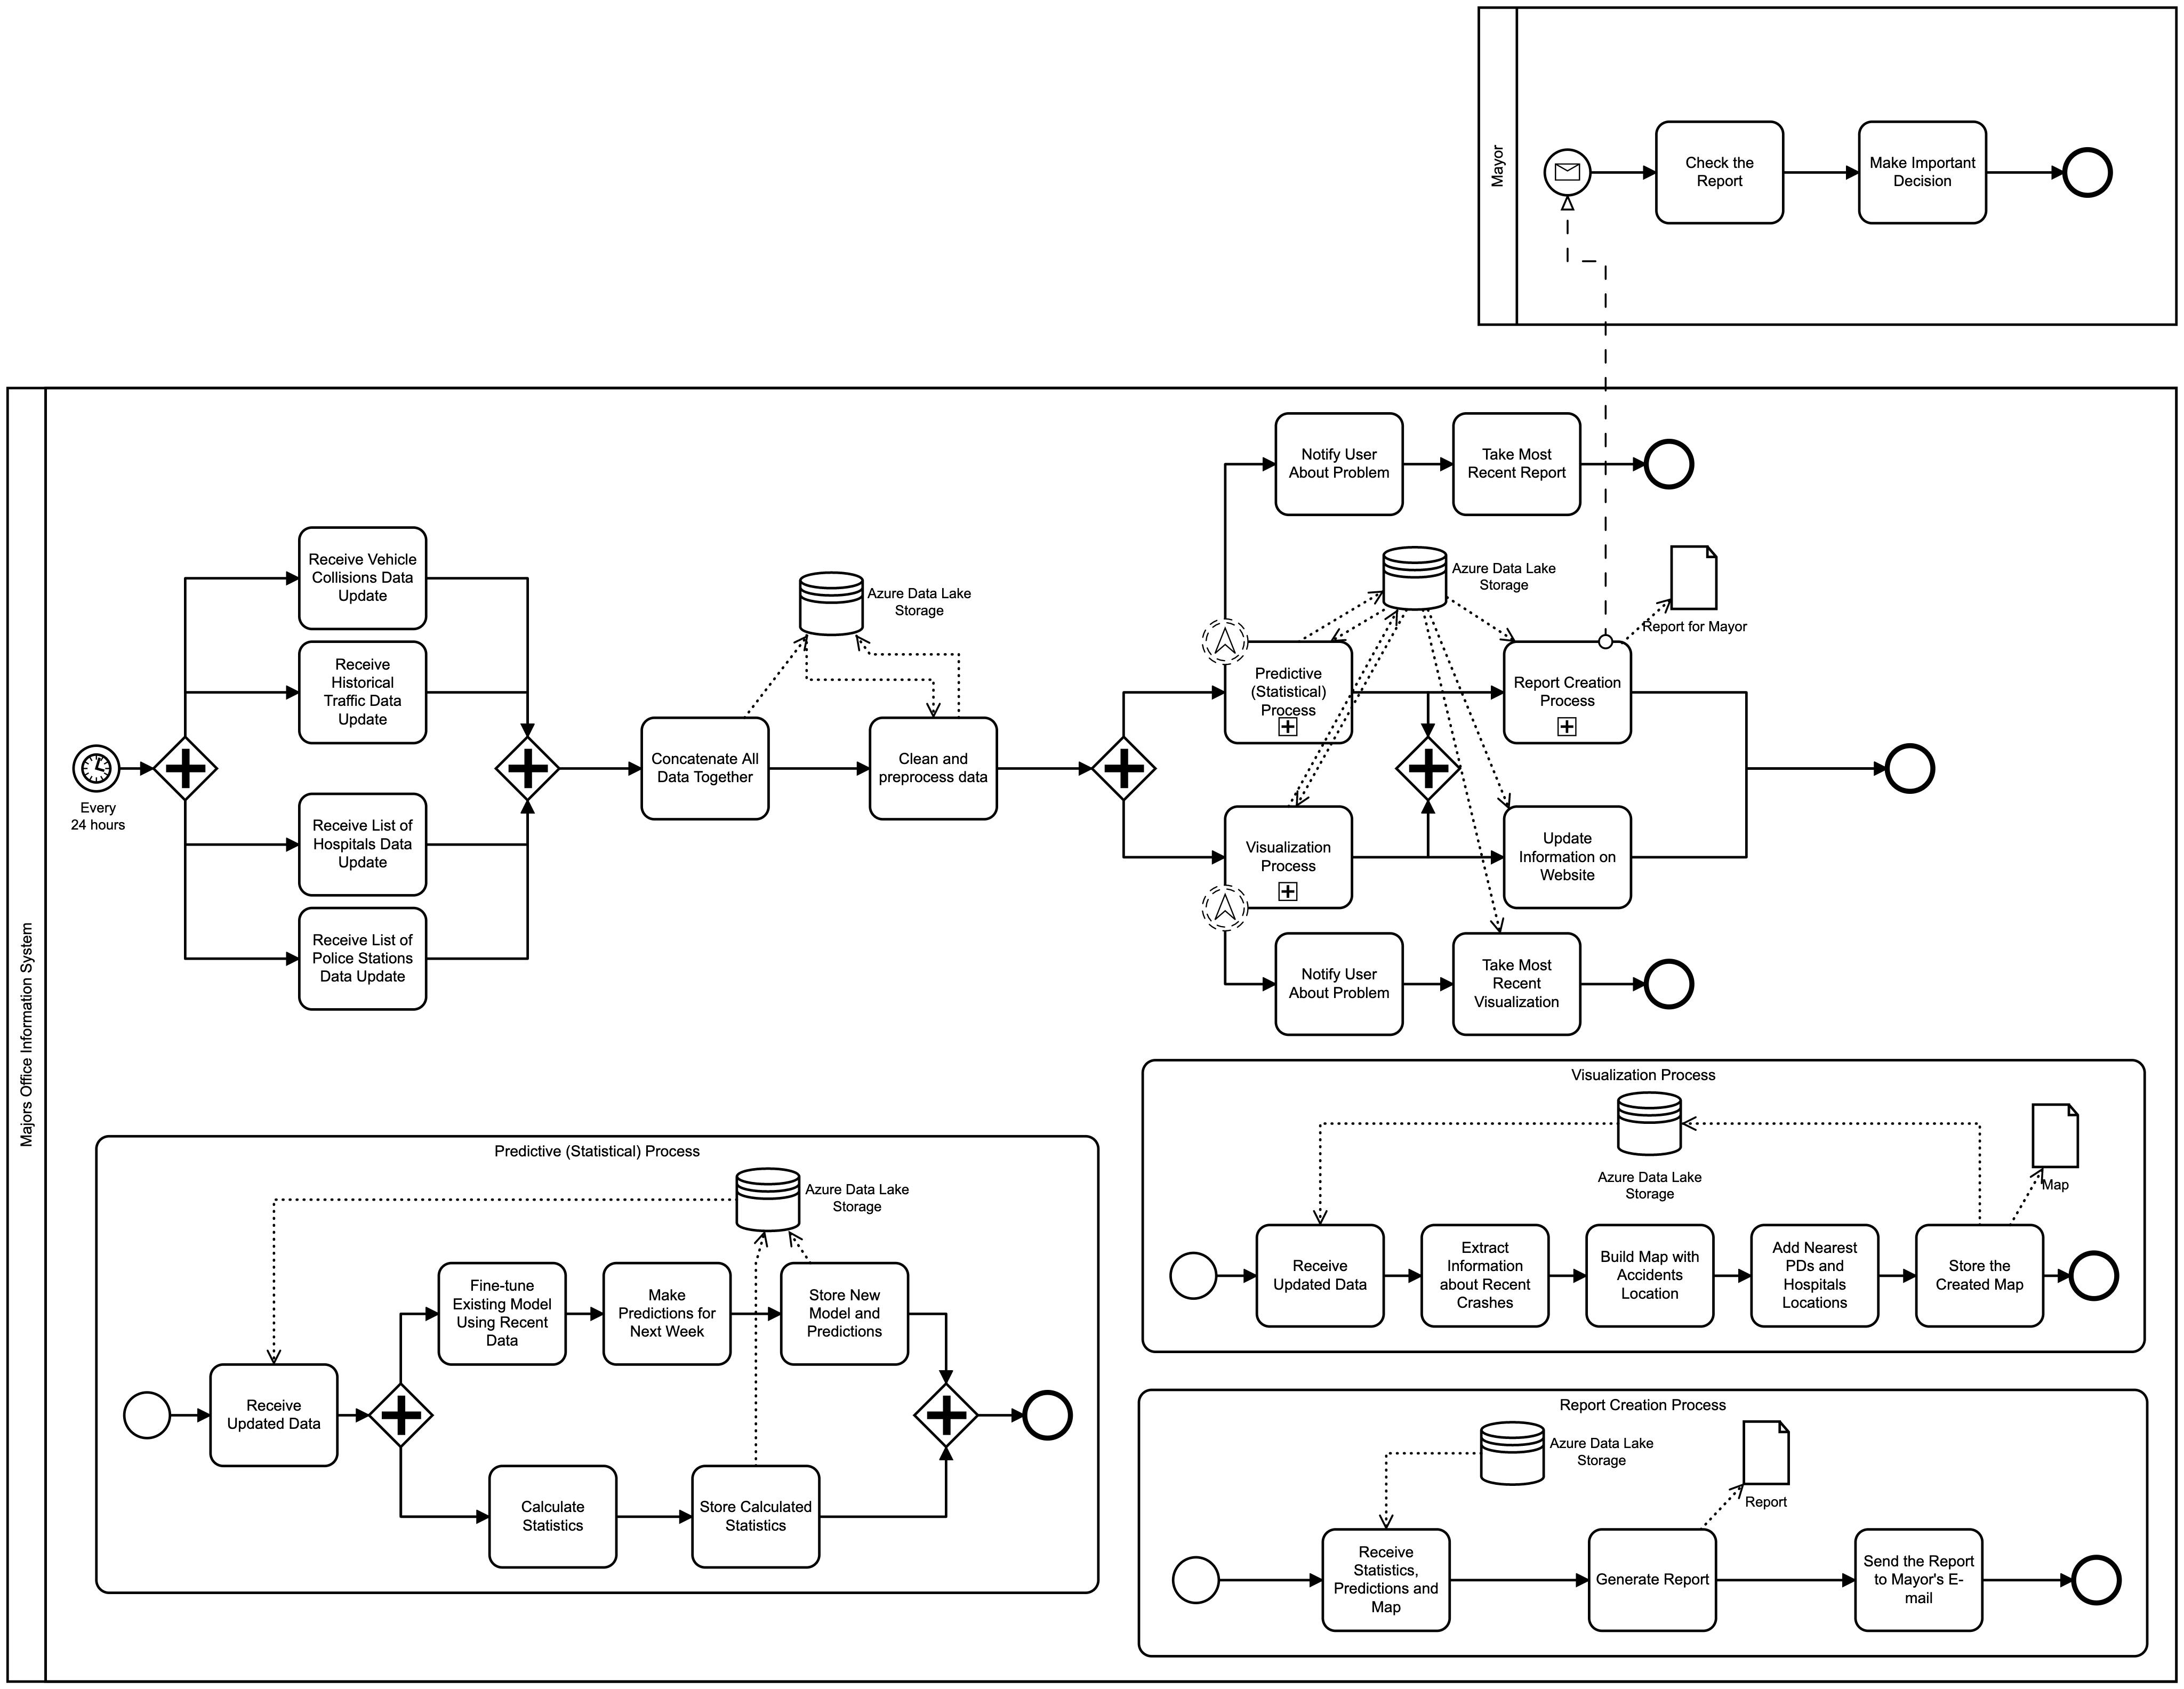 Mayor
Check the
Report
Make Important
Decision
Majors Office Information System
Every
24 hours
Receive Vehicle
Collisions Data
Update
Receive
Historical
Traffic Data
Update
Receive List of
Hospitals Data
Update
Receive List of
Police Stations
Data Update
Azure Data Lake
Storage
Concatenate All
Data Together
Clean and
preprocess data
Notify User
About Problem
Take Most
Recent Report
Azure Data Lake
Storage
Report for Mayor
Predictive
(Statistical)
Process
Report Creation
Process
Visualization
Process
Update
Information on
Website
Notify User
About Problem
Take Most
Recent
Visualization
Predictive (Statistical) Process
Azure Data Lake
Storage
Receive
Updated Data
Fine-tune
Existing Model
Using Recent
Data
Make
Predictions for
Next Week
Store New
Model and
Predictions
Calculate
Statistics
Store Calculated
Statistics
Visualization Process
Azure Data Lake
Storage
Map
Receive
Updated Data
Extract
Information
about Recent
Crashes
Build Map with
Accidents
Location
Add Nearest
PDs and
Hospitals
Locations
Store the
Created Map
Report Creation Process
Azure Data Lake
Storage
Report
Receive
Statistics,
Predictions and
Map
Generate Report
Send the Report
to Mayor's E-
mail